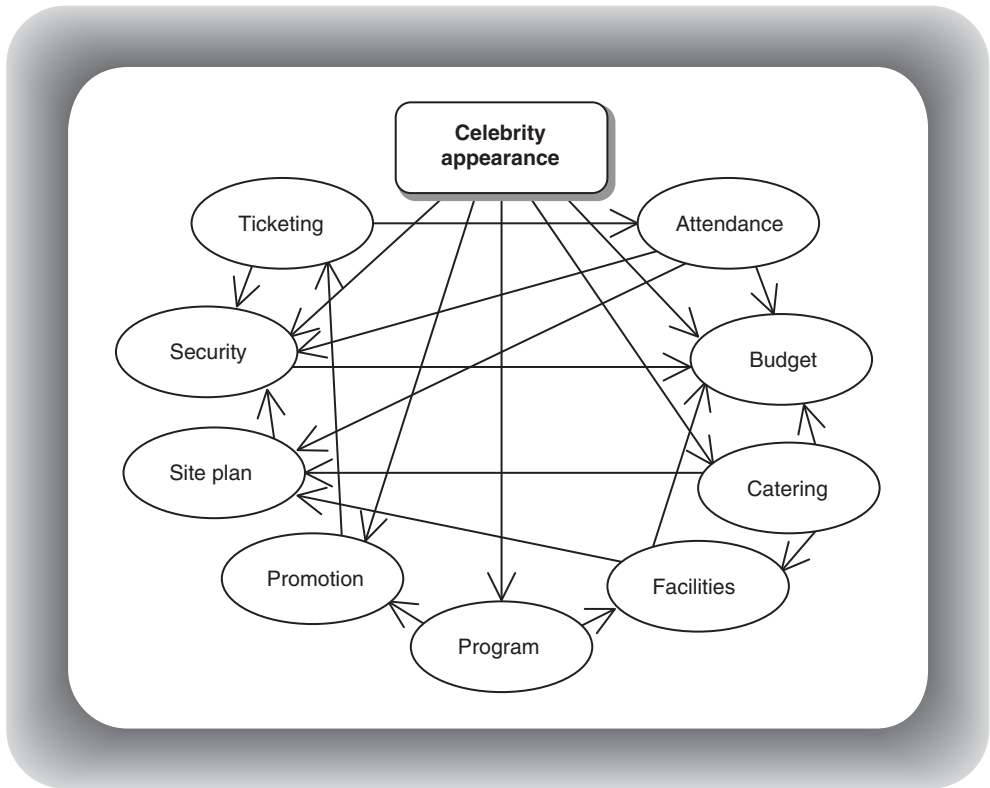 Celebrity
appearance
Ticketing
Attendance
Security
Budget
Site plan
Catering
Promotion
Facilities
Program